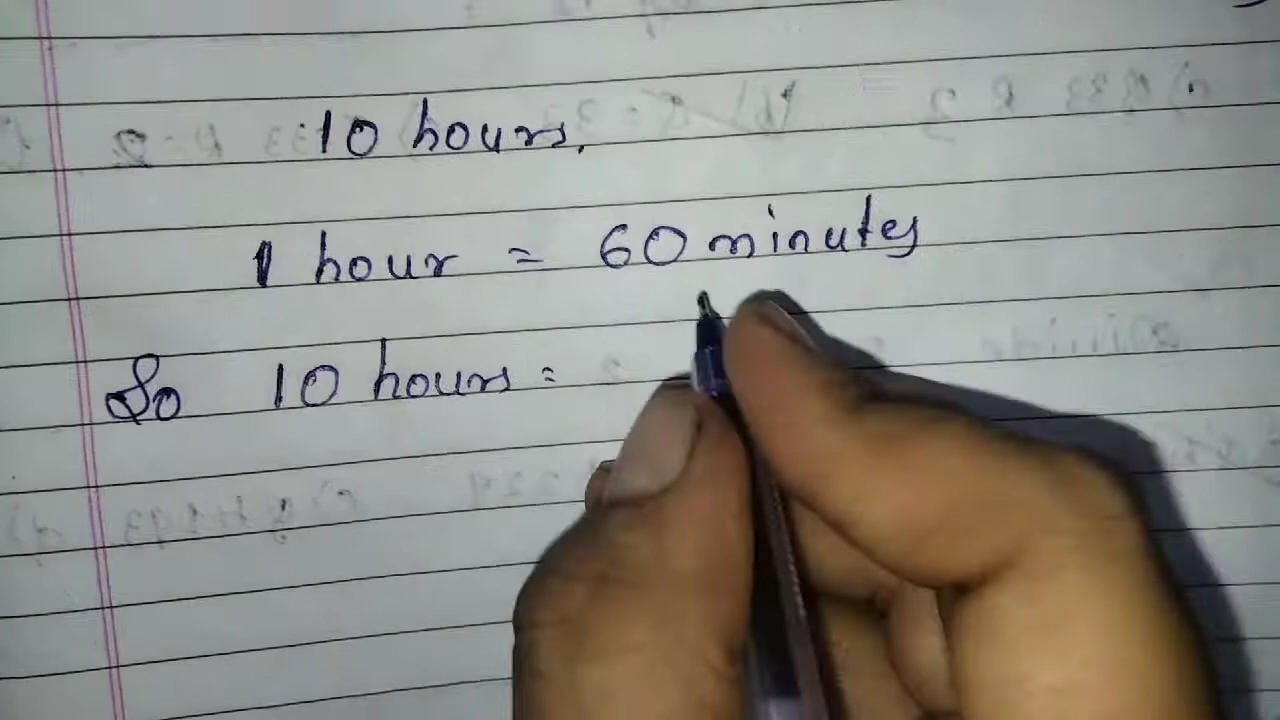 10 hours.
1 hour = 60 minutes
So 10 hours =